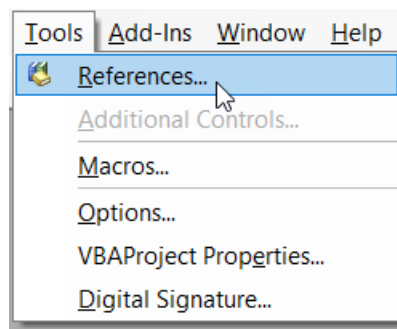 Tools Add-Ins Window Help
References...
Additional Controls...
Macros...
Options...
VBAProject Properties...
Digital Signature...